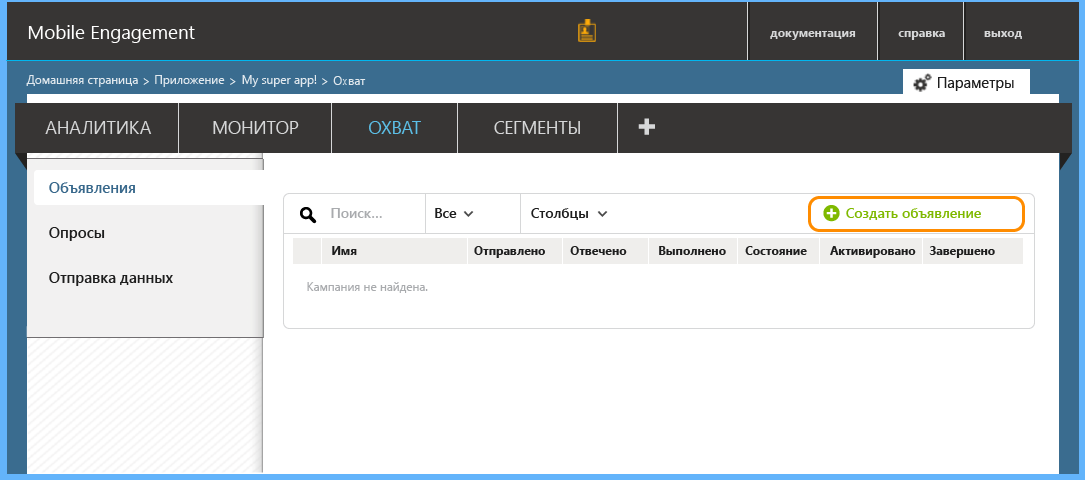 Mobile Engagement
документация
справка
выход
Домашняя страница > Приложение > My super app! > Охват
Параметры
АНАЛИТИКА
МОНИТОР
ОХВАТ
СЕГМЕНТЫ
Объявления
Опросы
Отправка данных
Поиск...
Все
Столбцы
Создать объявление
Имя Отправлено Отвечено Выполнено Состояние Активировано Завершено
Кампания не найдена.